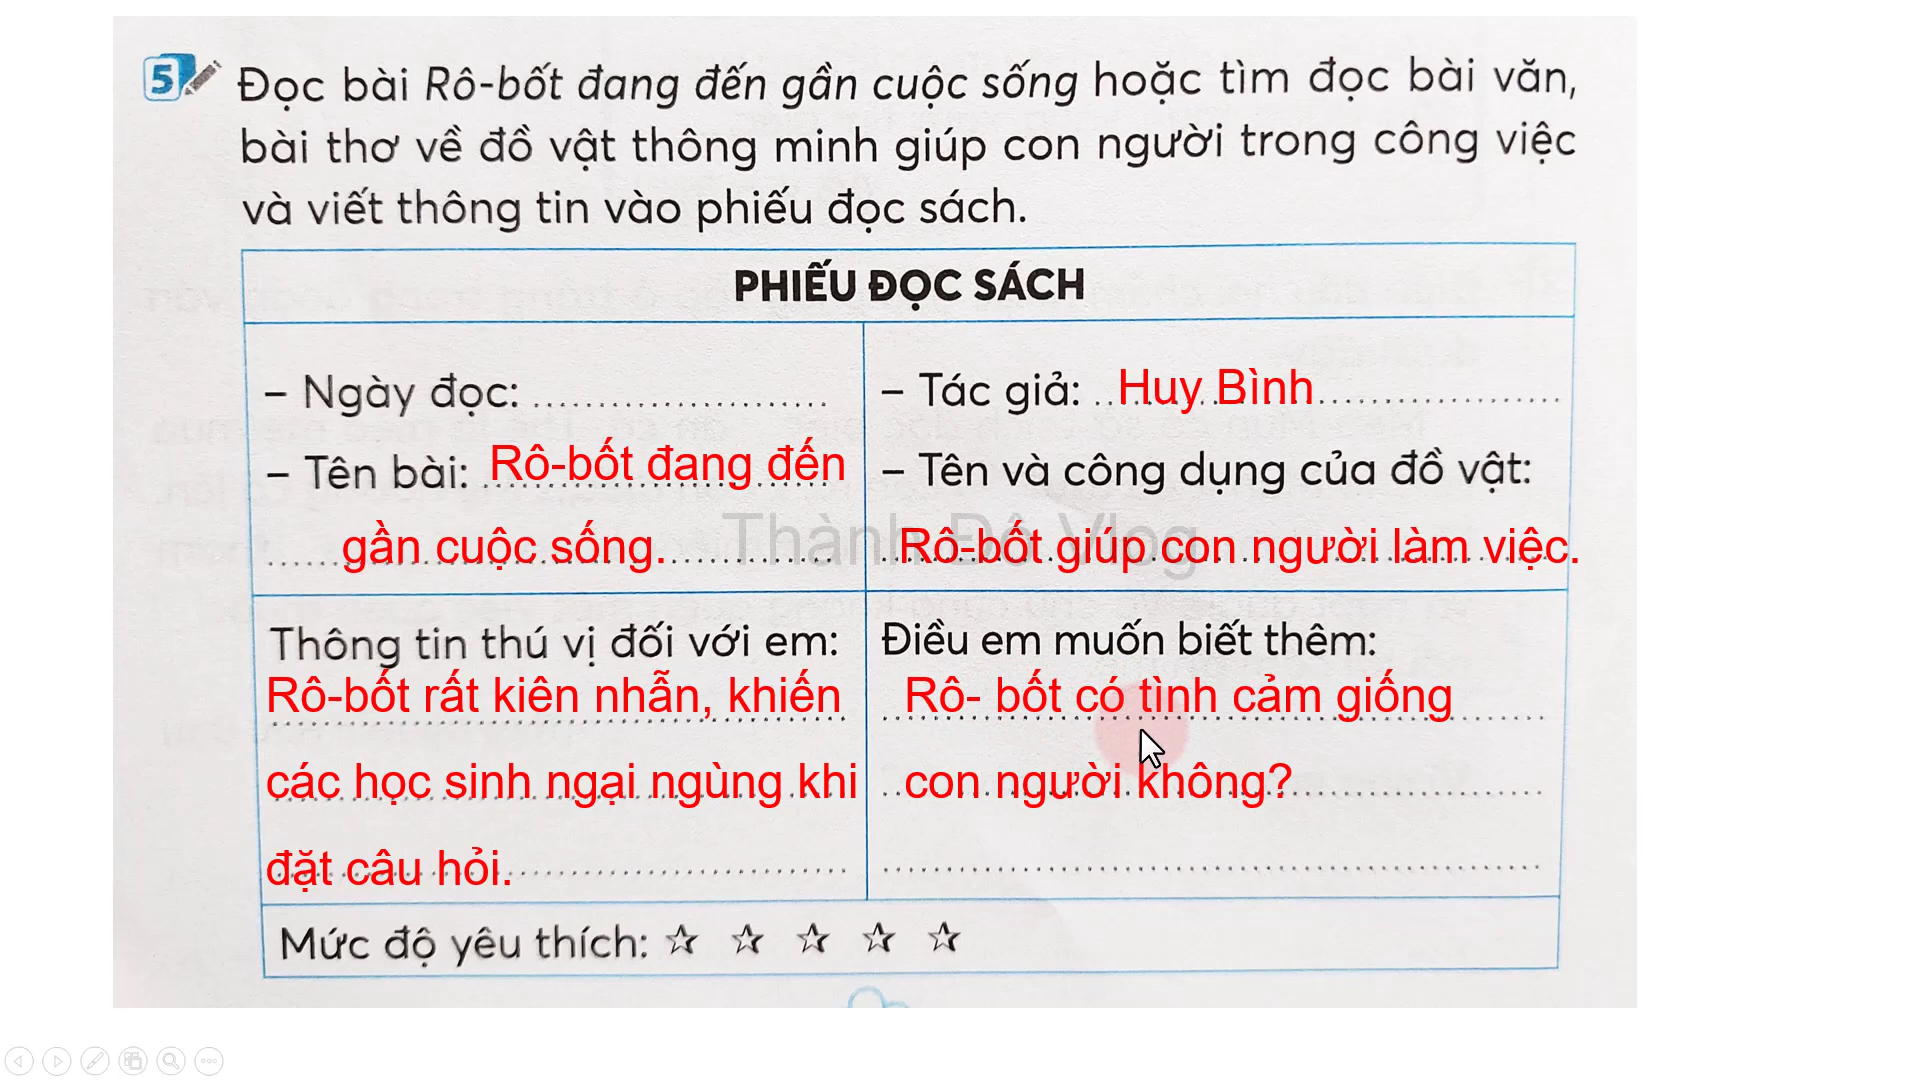 5 Đọc bài Rô-bốt đang đến gần cuộc sống hoặc tìm đọc bài văn,
bài thơ về đồ vật thông minh giúp con người trong công việc
và viết thông tin vào phiếu đọc sách.
PHIẾU ĐỌC SÁCH
– Ngày đọc: ........................
– Tên bài: Rô-bốt đang đến
gần cuộc sống.
– Tác giả: Huy Bình
– Tên và công dụng của đồ vật:
Rô-bốt giúp con người làm việc.
Thành Đô Vlog
Thông tin thú vị đối với em:
Rô-bốt rất kiên nhẫn, khiến
các học sinh ngại ngùng khi
đặt câu hỏi.
Điều em muốn biết thêm:
Rô- bốt có tình cảm giống
con người không?
Mức độ yêu thích: ☆ ☆ ☆ ☆ ☆